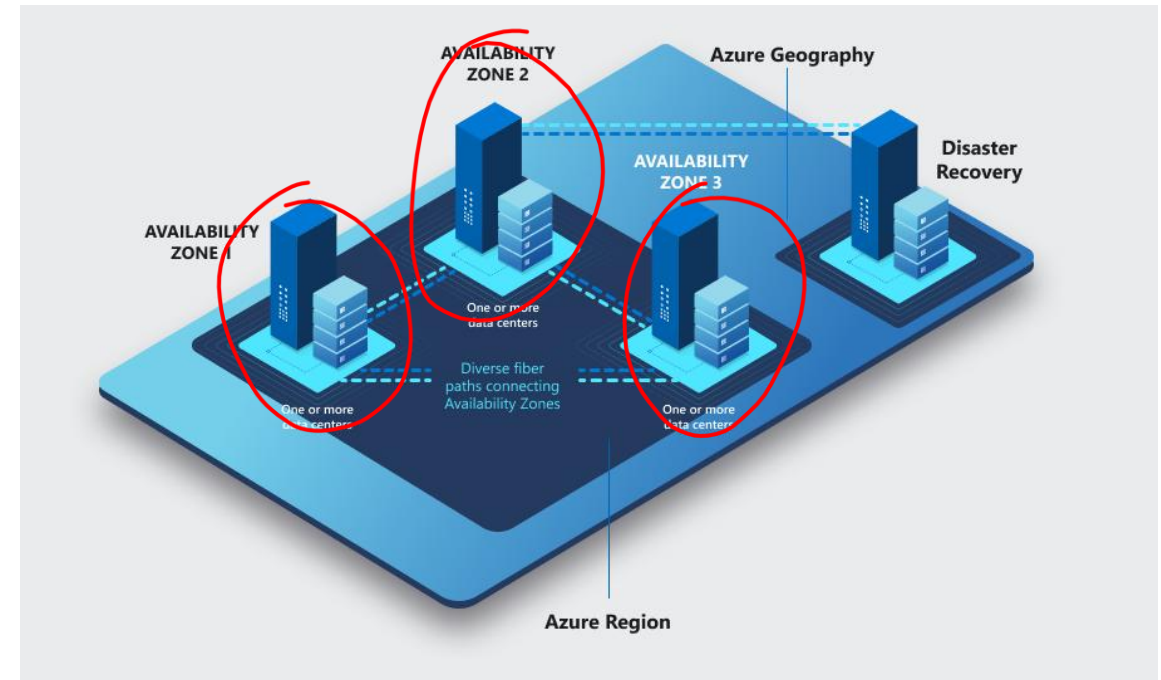 AVAILABILITY
ZONE 2
Azure Geography
Disaster
Recovery
AVAILABILITY
ZONE 3
AVAILABILITY
ZONE 1
One or more
data centers
Diverse fiber
paths connecting
Availability Zones
One or more
data centers
One or more
data centers
Azure Region